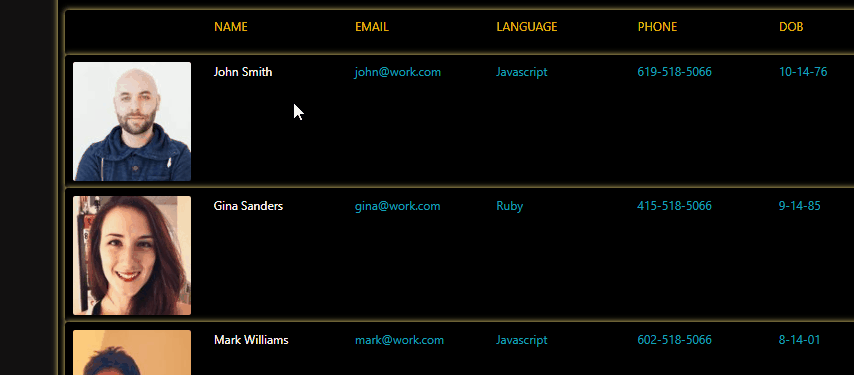 NAME EMAIL LANGUAGE PHONE DOB
John Smith john@work.com Javascript 619-518-5066 10-14-76
Gina Sanders gina@work.com Ruby 415-518-5066 9-14-85
Mark Williams mark@work.com Javascript 602-518-5066 8-14-01